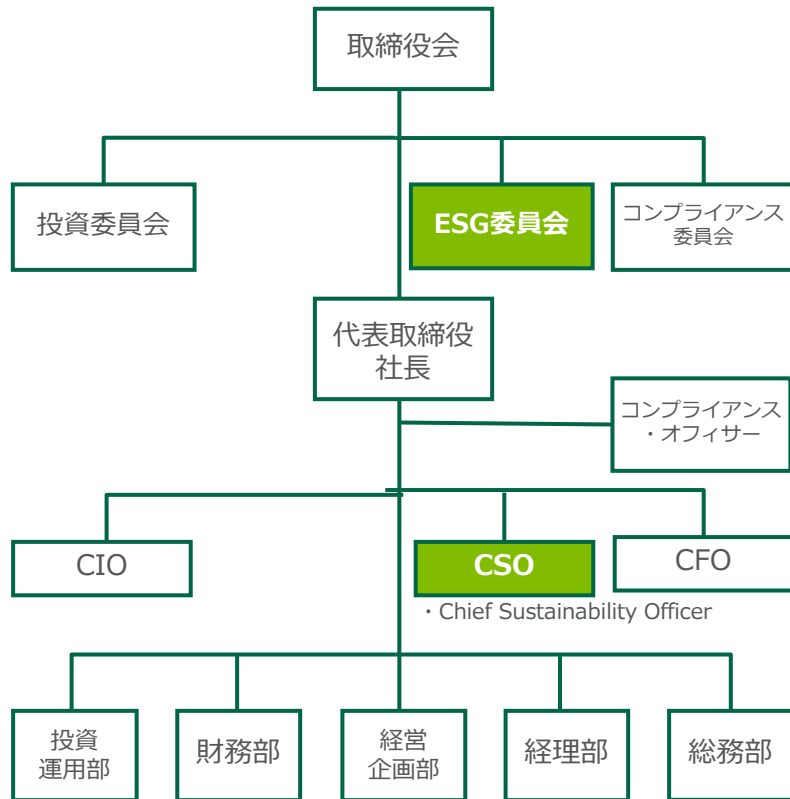 取締役会
投資委員会
ESG委員会
コンプライアンス
委員会
代表取締役
社長
コンプライアンス
・オフィサー
CIO
CSO
CFO
・Chief Sustainability Officer
投資
運用部
財務部
経営
企画部
経理部
総務部